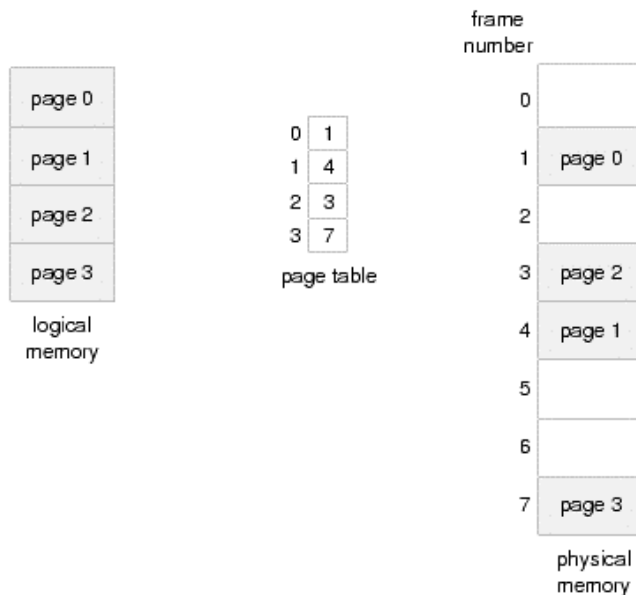 page 0
page 1
page 2
page 3
logical
memory
0 1
1 4
2 3
3 7
page table
frame
number
0
1 page 0
2
3 page 2
4 page 1
5
6
7 page 3
physical
memory